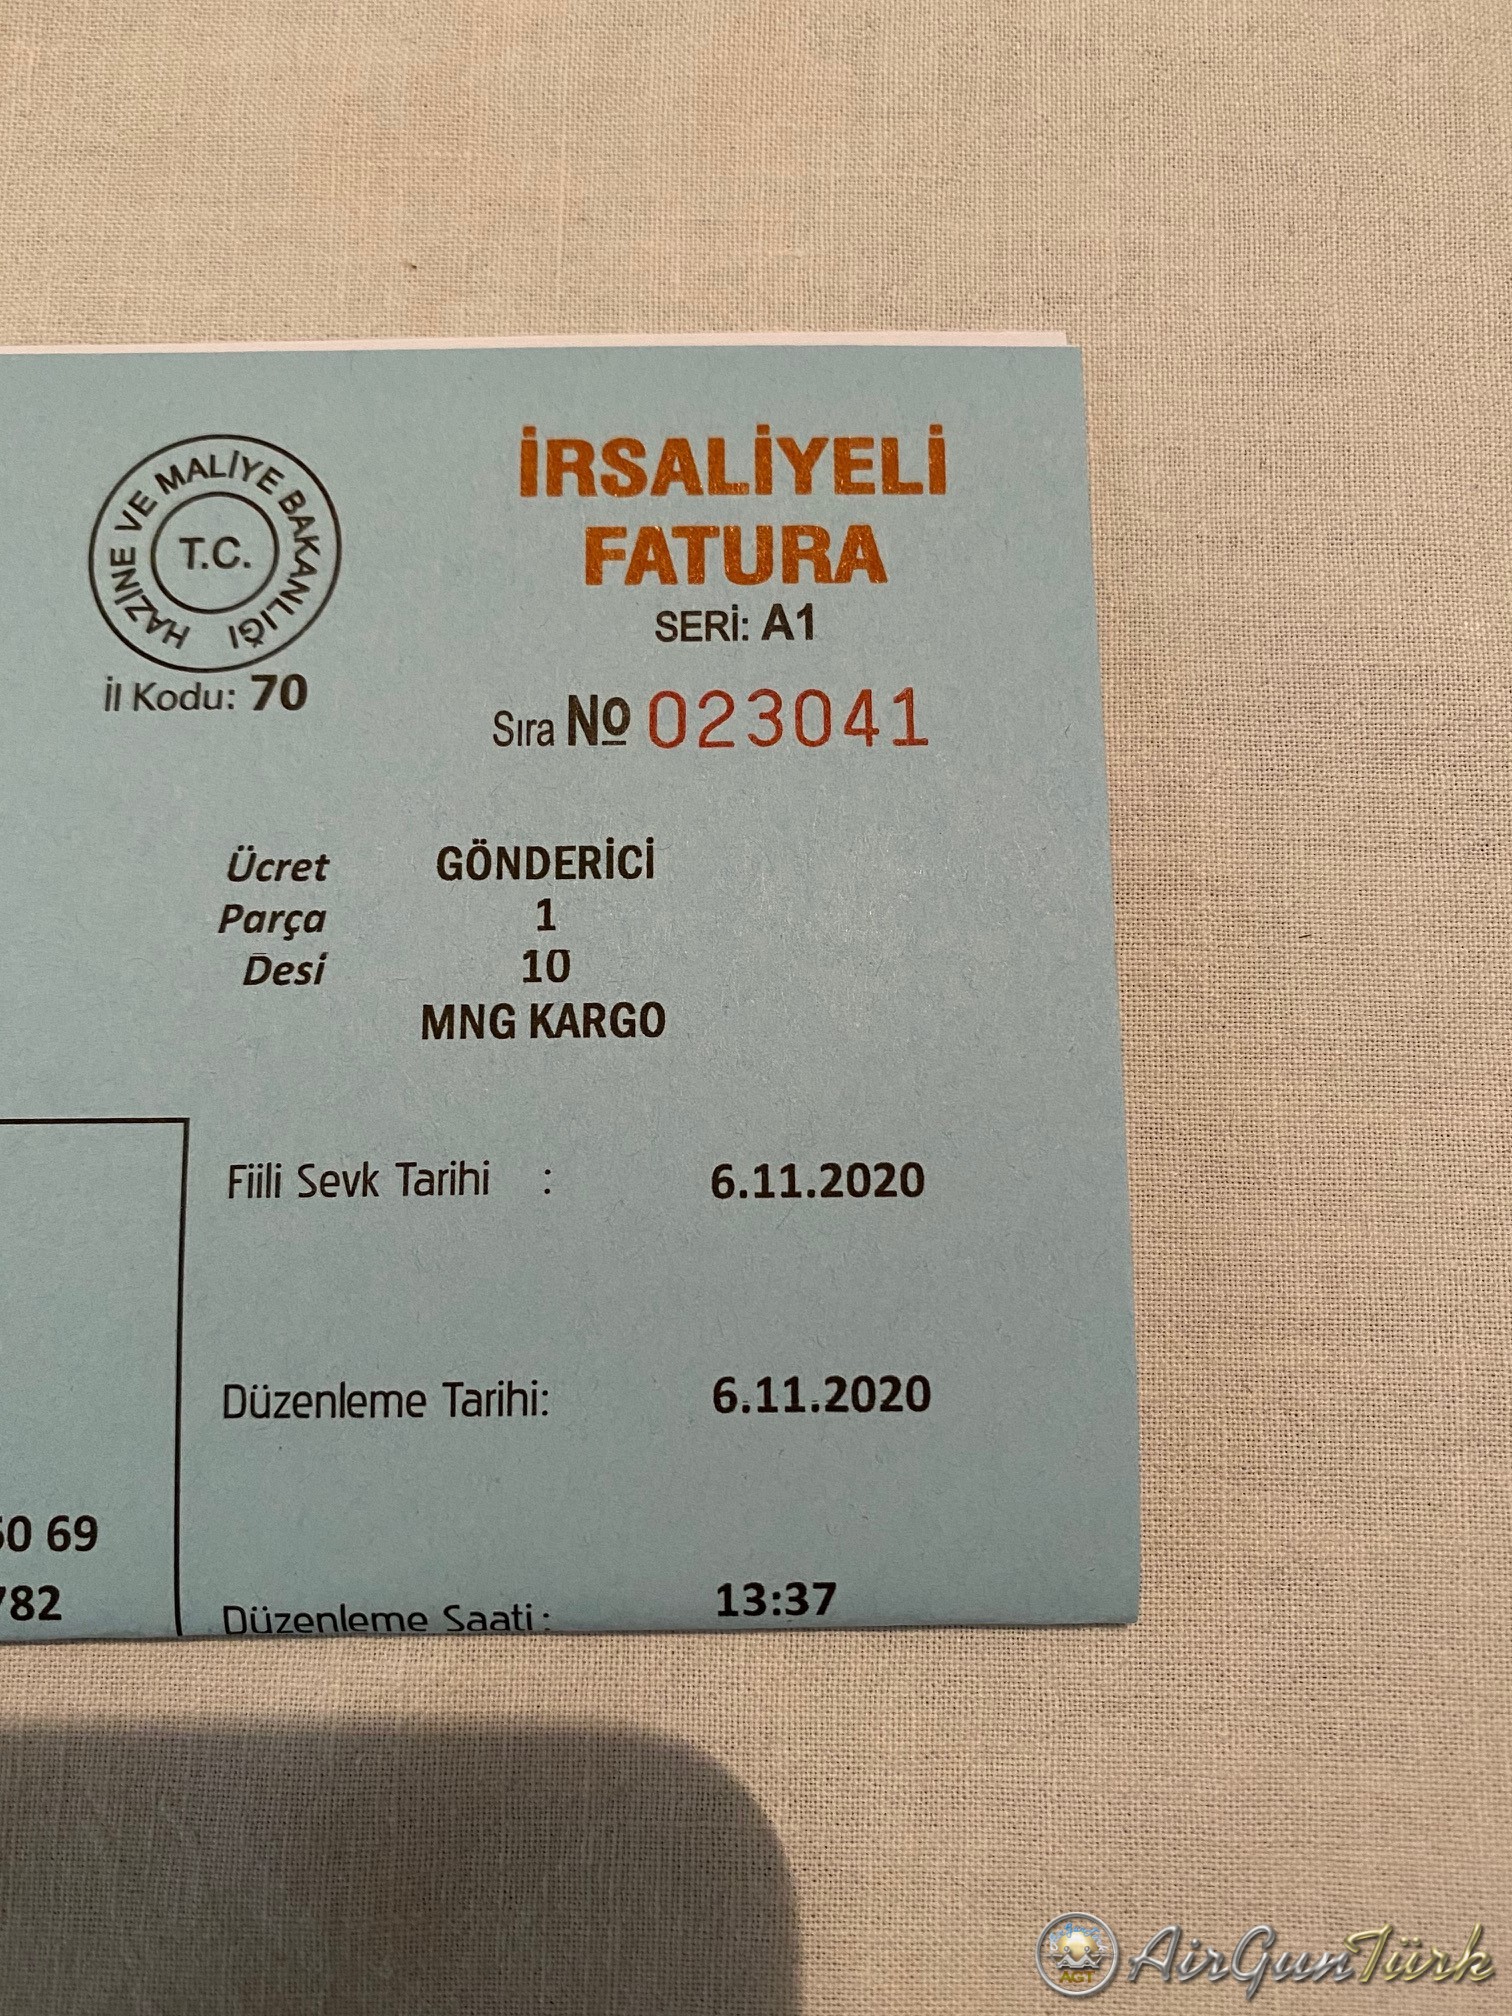 HAZİNE VE MALİYE BAKANLIĞI
T.C.
İl Kodu: 70
İRSALİYELİ
FATURA
SERİ: A1
Sıra № 023041
Ücret GÖNDERİCİ
Parça 1
Desi 10
MNG KARGO
Fiili Sevk Tarihi : 6.11.2020
Düzenleme Tarihi: 6.11.2020
0 69
782
Düzenleme Saati : 13:37
AGT
AirGunTürk